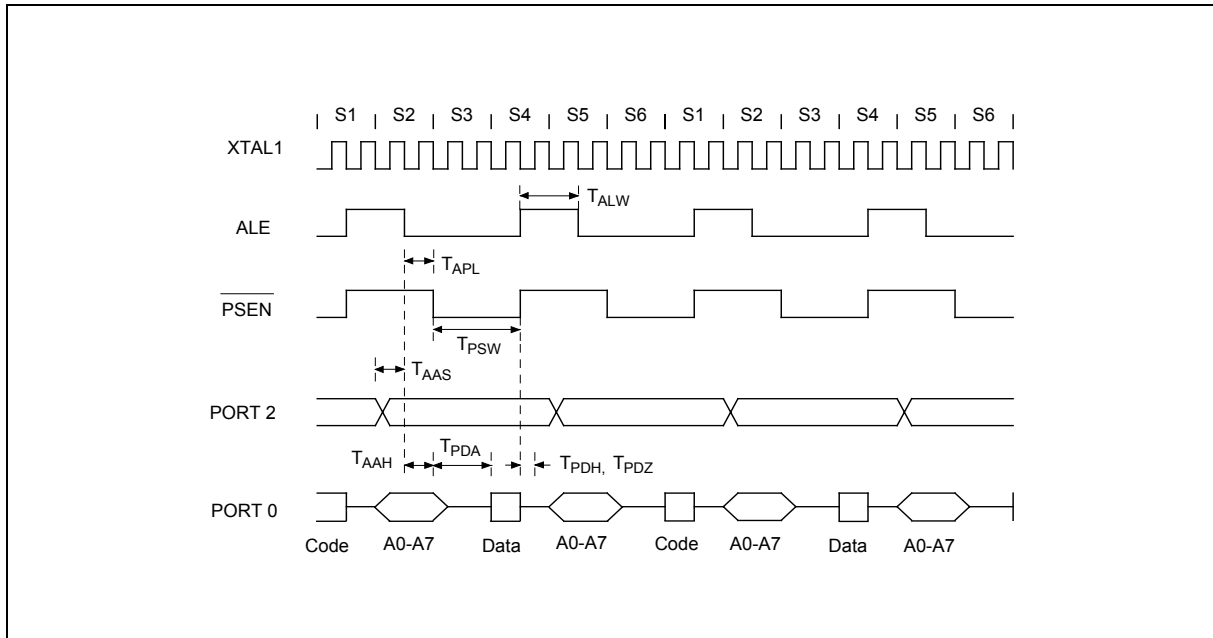 S1 S2 S3 S4 S5 S6 S1 S2 S3 S4 S5 S6
XTAL1
TALW
ALE
TAPL
PSEN
TPSW
TAAS
PORT 2
TAAH TPDA TPDH, TPDZ
PORT 0
Code A0-A7 Data A0-A7 Code A0-A7 Data A0-A7